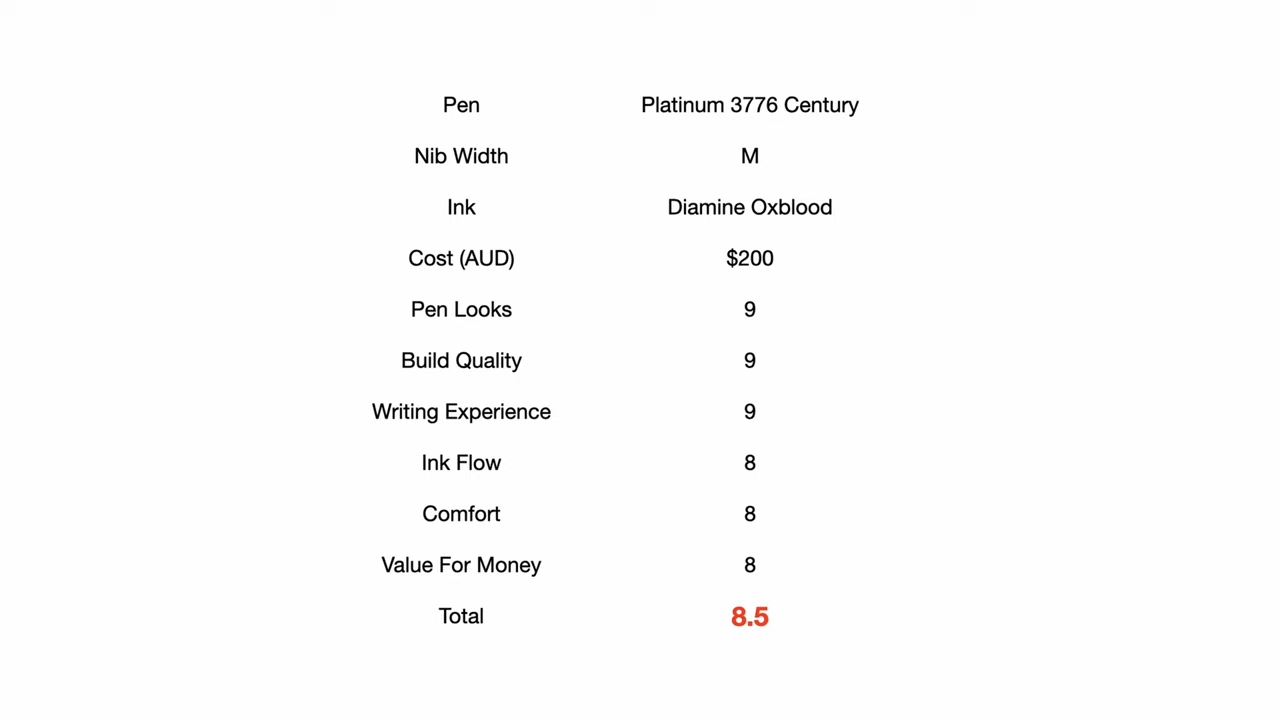 Pen Platinum 3776 Century
Nib Width M
Ink Diamine Oxblood
Cost (AUD) $200
Pen Looks 9
Build Quality 9
Writing Experience 9
Ink Flow 8
Comfort 8
Value For Money 8
Total 8.5